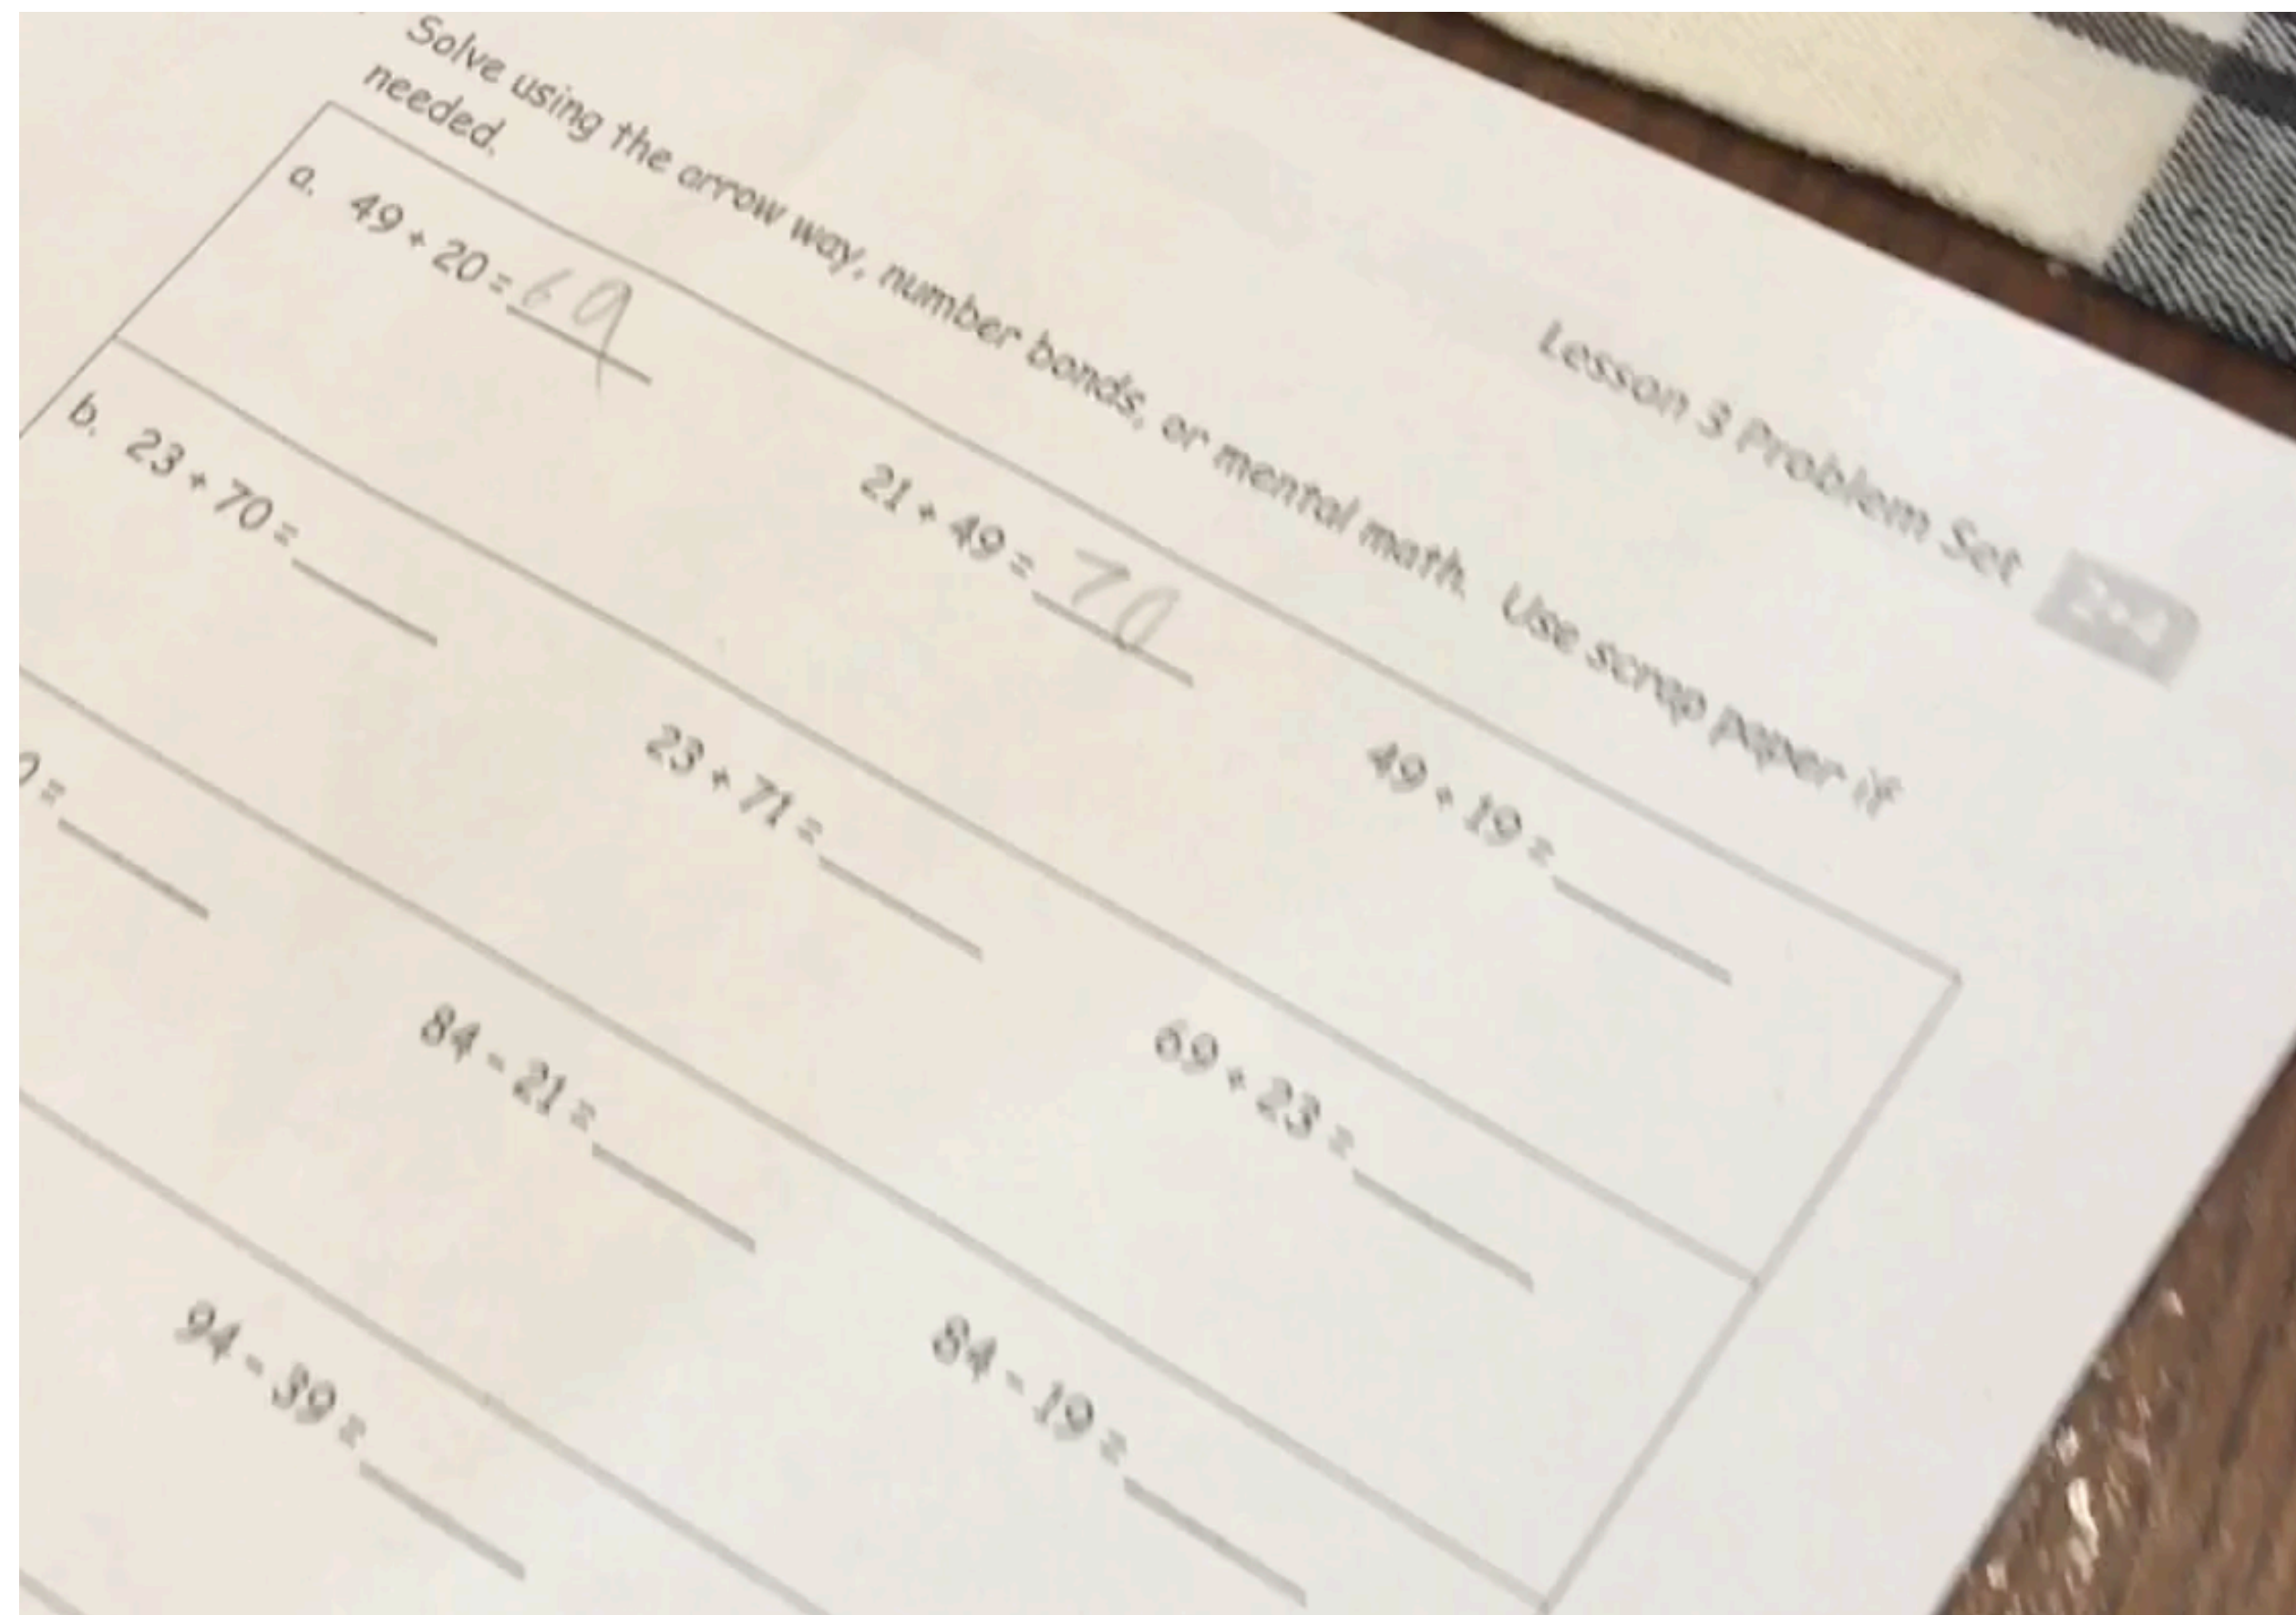 Lesson 3 Problem Set
Solve using the arrow way, number bonds, or mental math. Use scrap paper if
needed.
a. 49 + 20 = 69 21 + 49 = 70 49 + 19 =
b. 23 + 70 = 23 + 71 = 69 + 23 =
0 = 84 - 21 = 84 - 19 =
94 - 39 =